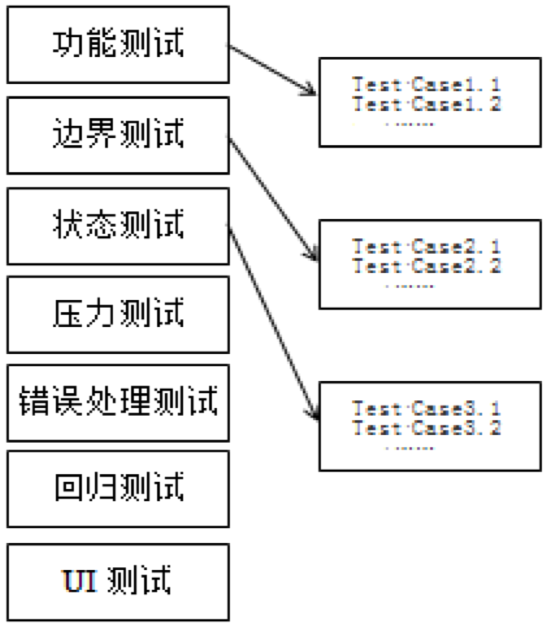 功能测试
边界测试
状态测试
压力测试
错误处理测试
回归测试
UI 测试
Test Case1.1
Test Case1.2
Test Case2.1
Test Case2.2
Test Case3.1
Test Case3.2